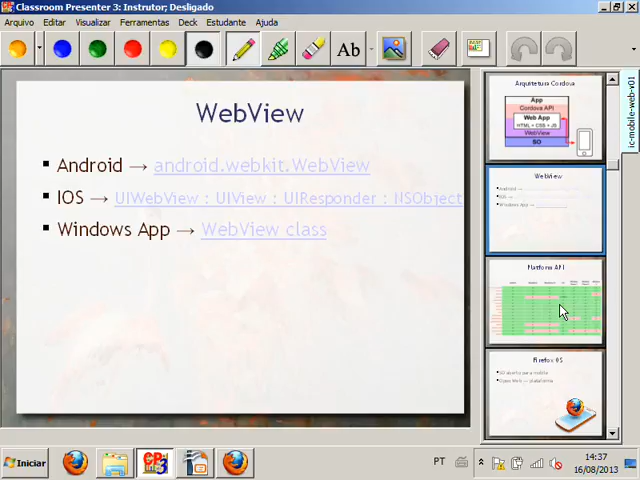 Classroom Presenter 3: Instrutor; Desligado
Arquivo Editar Visualizar Ferramentas Deck Estudante Ajuda
Ab
WebView
Android → android.webkit.WebView
IOS → UIWebView : UIView : UIResponder : NSObject
Windows App → WebView class
Arquitetura Cordova
App
Cordova API
Web App
HTML + CSS + JS
WebView
SO
WebView
Platform API
Firefox OS
ic-mobile-web-v01
Iniciar
CP3
PT
14:37
16/08/2013